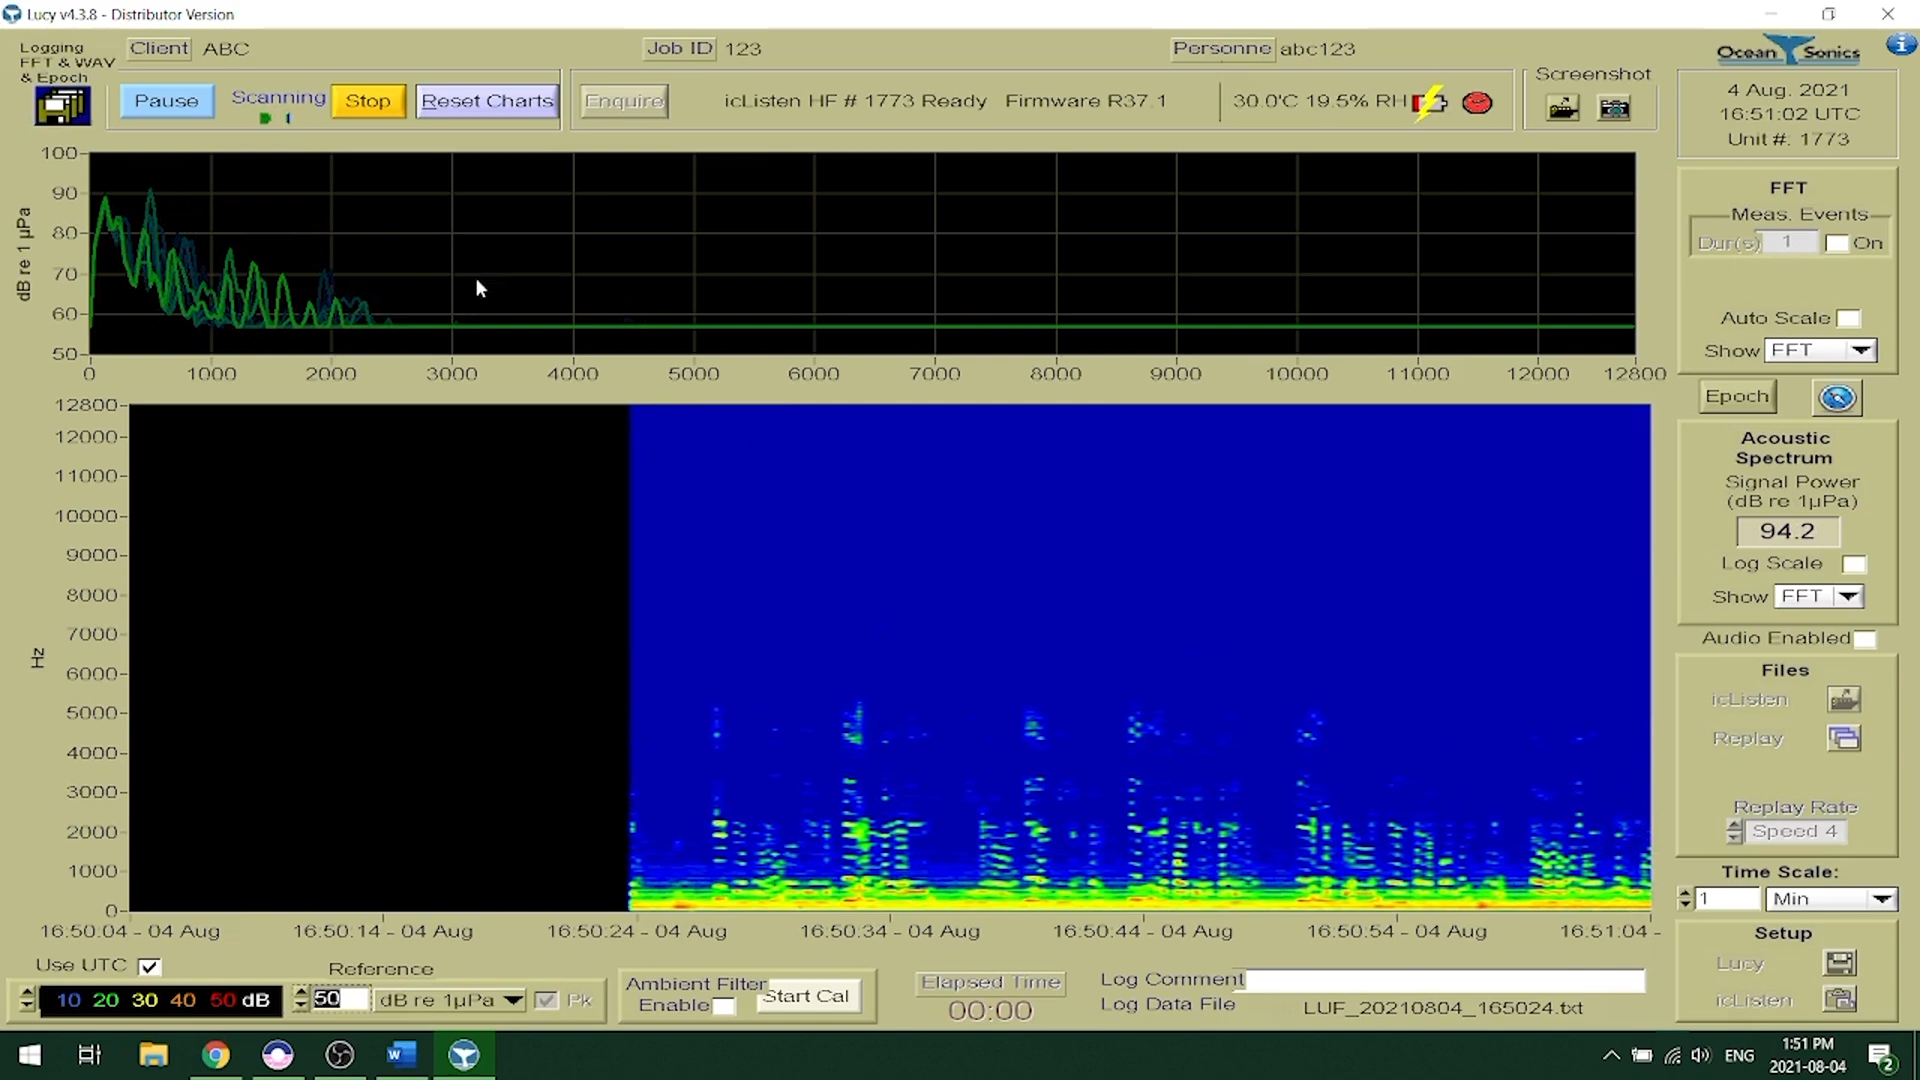 Lucy v4.3.8 - Distributor Version
Logging
FFT & WAV
& Epoch
Client ABC
Job ID 123
Personne abc123
Ocean Sonics
Pause
Scanning
Stop
Reset Charts
Enquire
icListen HF # 1773 Ready Firmware R37.1
30.0'C 19.5% RH
Screenshot
4 Aug. 2021
16:51:02 UTC
Unit #: 1773
dB re 1 µPa
100
90
80
70
60
50
0 1000 2000 3000 4000 5000 6000 7000 8000 9000 10000 11000 12000 12800
FFT
Meas. Events
Dur(s) 1 On
Auto Scale
Show FFT
Epoch
Hz
12800
12000
11000
10000
9000
8000
7000
6000
5000
4000
3000
2000
1000
0
16:50:04 - 04 Aug 16:50:14 - 04 Aug 16:50:24 - 04 Aug 16:50:34 - 04 Aug 16:50:44 - 04 Aug 16:50:54 - 04 Aug 16:51:04 -
Acoustic
Spectrum
Signal Power
(dB re 1µPa)
94.2
Log Scale
Show FFT
Audio Enabled
Files
icListen
Replay
Replay Rate
Speed 4
Time Scale:
1 Min
Setup
Lucy
icListen
Use UTC
10 20 30 40 50 dB
Reference
50 dB re 1µPa Pk
Ambient Filter
Enable
Start Cal
Elapsed Time
00:00
Log Comment
Log Data File LUF_20210804_165024.txt
ENG
1:51 PM
2021-08-04
2